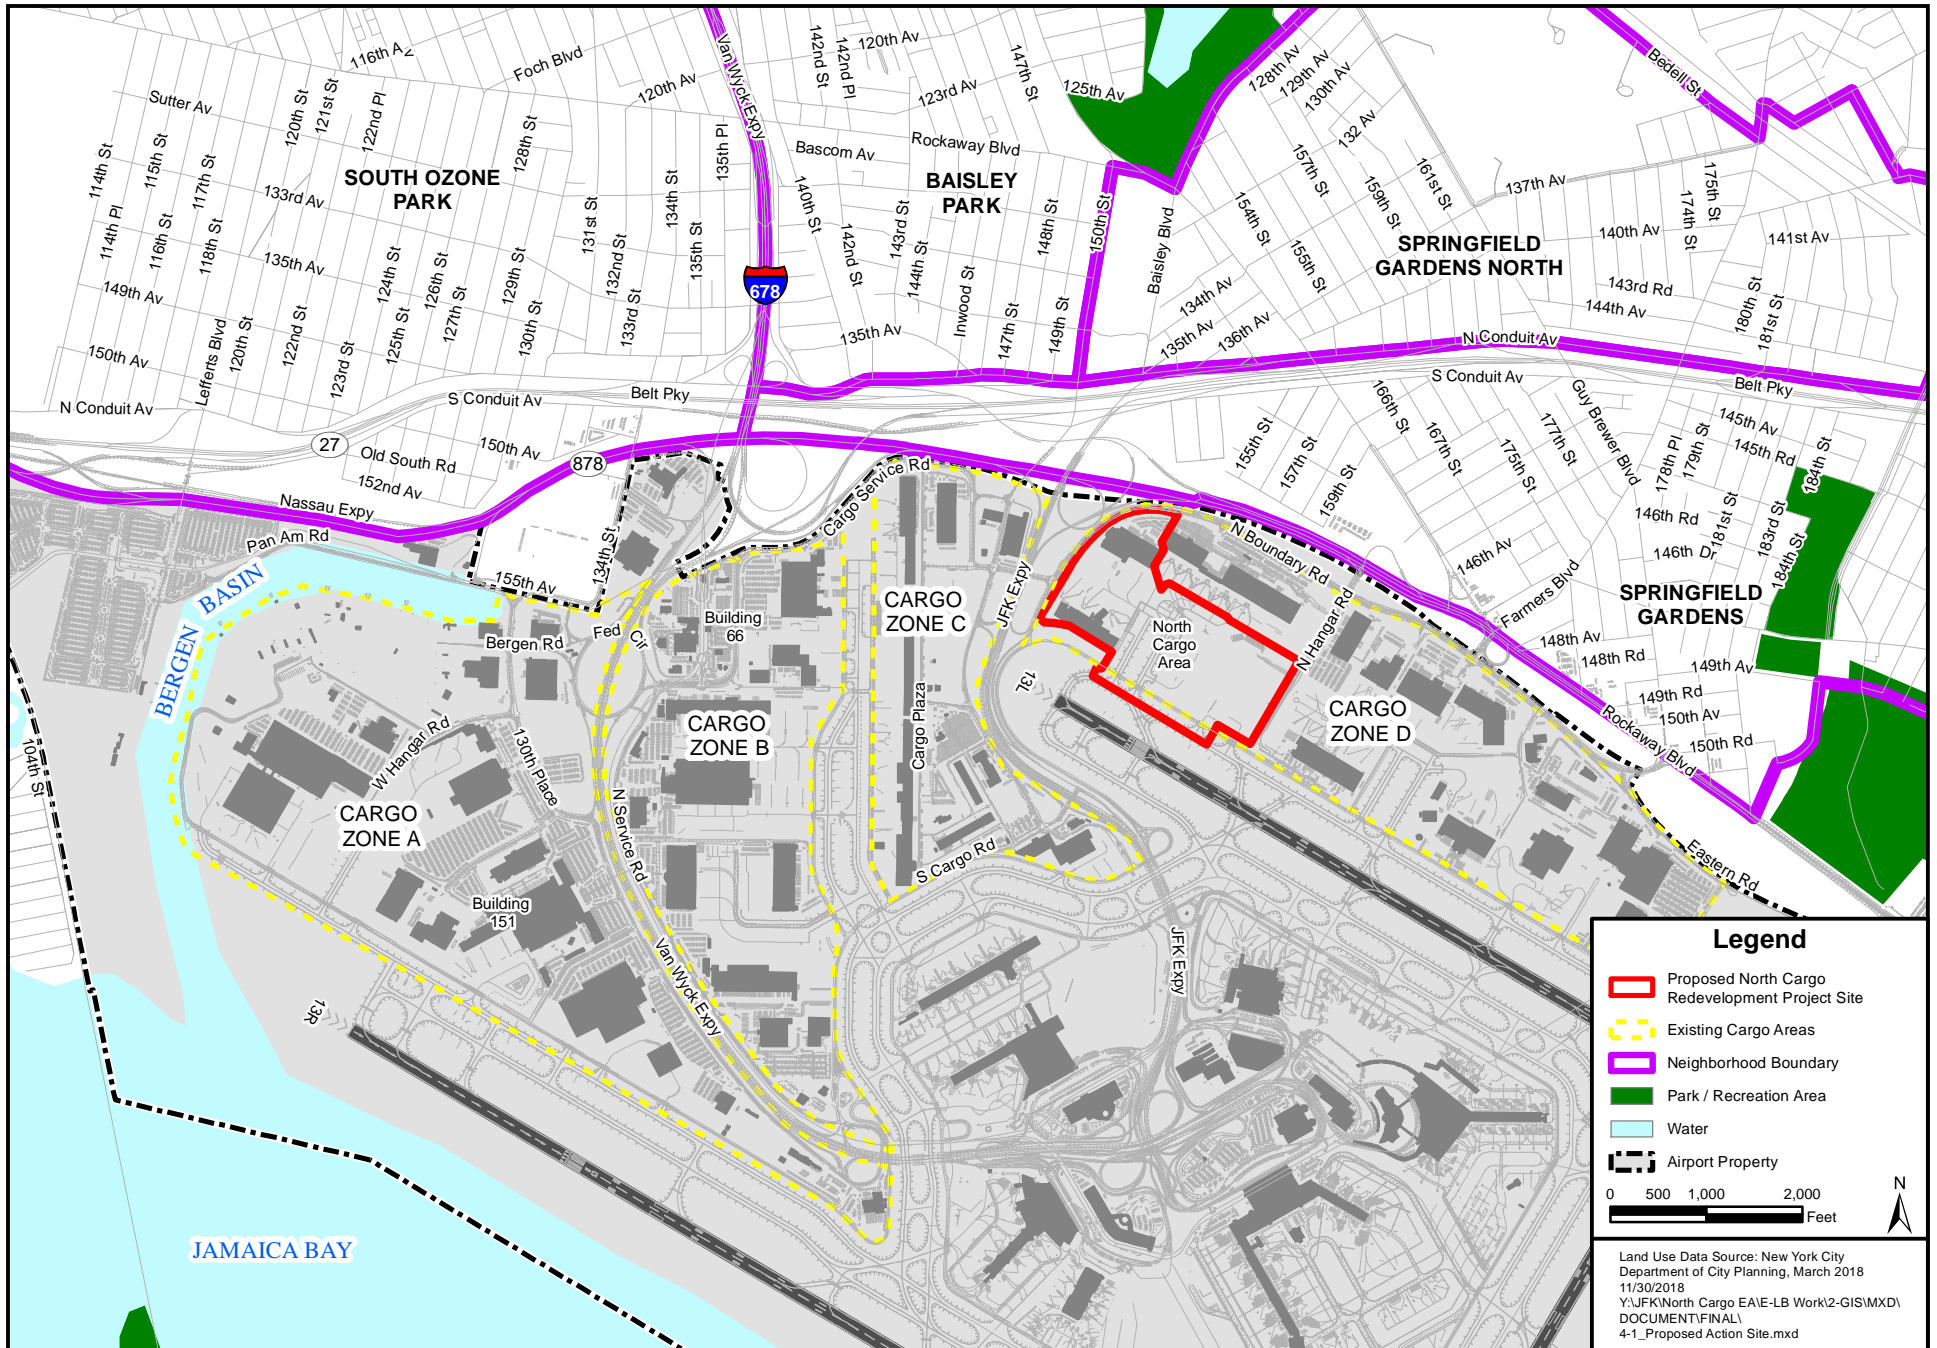 116th Av
Foch Blvd
Sutter Av
120th St
121st St
122nd Pl
128th St
120th Av
Van Wyck Expy
142nd St
142nd Pl
120th Av
147th St
123rd Av
125th Av
128th Av
129th Av
130th Av
132 Av
Bedell St
114th St
115th St
117th St
133rd Av
SOUTH OZONE
PARK
134th St
135th Pl
Bascom Av
Rockaway Blvd
BAISLEY
PARK
140th St
142nd St
143rd St
144th St
Inwood St
147th St
148th St
149th St
150th St
Baisley Blvd
157th St
159th St
161st St
154th St
155th St
137th Av
174th St
175th St
140th Av
141st Av
SPRINGFIELD
GARDENS NORTH
143rd Rd
144th Av
180th St
181st St
114th Pl
116th St
118th St
135th Av
149th Av
150th Av
Lefferts Blvd
120th St
122nd St
123rd St
124th St
125th St
126th St
127th St
129th St
130th St
131st St
132nd St
133rd St
135th St
678
135th Av
134th Av
135th Av
136th Av
N Conduit Av
S Conduit Av
Belt Pky
N Conduit Av
S Conduit Av
Belt Pky
27
Old South Rd
150th Av
152nd Av
878
Nassau Expy
Pan Am Rd
155th Av
134th St
Cargo Service Rd
155th St
157th St
159th St
166th St
167th St
175th St
177th St
Guy Brewer Blvd
178th Pl
179th St
145th Av
145th Rd
184th St
146th Rd
181st St
183rd St
146th Dr
184th St
146th Av
Farmers Blvd
SPRINGFIELD
GARDENS
148th Av
148th Rd
149th Av
149th Rd
150th Av
150th Rd
Rockaway Blvd
Eastern Rd
BERGEN BASIN
Bergen Rd
Fed
Cir
Building
66
CARGO
ZONE C
JFK Expy
N Boundary Rd
N Hangar Rd
North
Cargo
Area
13L
CARGO
ZONE D
CARGO
ZONE B
Cargo Plaza
S Cargo Rd
W Hangar Rd
130th Place
N Service Rd
CARGO
ZONE A
Building
151
Van Wyck Expy
JFK Expy
104th St
13R
JAMAICA BAY
Legend
Proposed North Cargo
Redevelopment Project Site
Existing Cargo Areas
Neighborhood Boundary
Park / Recreation Area
Water
Airport Property
0 500 1,000 2,000
Feet
N
Land Use Data Source: New York City
Department of City Planning, March 2018
11/30/2018
Y:\JFK\North Cargo EA\E-LB Work\2-GIS\MXD\
DOCUMENT\FINAL\
4-1_Proposed Action Site.mxd